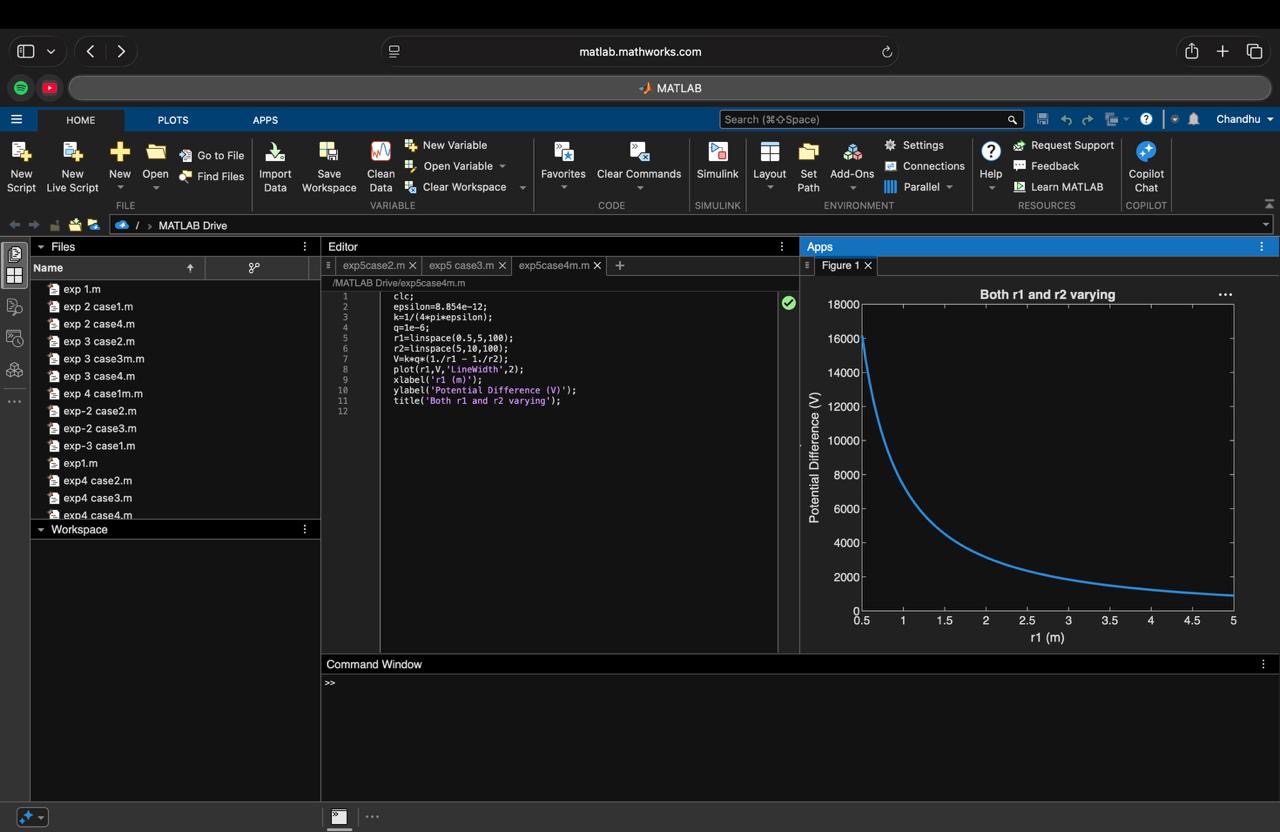 matlab.mathworks.com
MATLAB
HOME
PLOTS
APPS
Search (⌘⇧Space)
Chandhu
New Script
New Live Script
New
Open
Go to File
Find Files
FILE
Import Data
Save Workspace
Clean Data
New Variable
Open Variable
Clear Workspace
VARIABLE
Favorites
Clear Commands
CODE
Simulink
SIMULINK
Layout
Set Path
Add-Ons
Settings
Connections
Parallel
ENVIRONMENT
Help
Request Support
Feedback
Learn MATLAB
RESOURCES
Copilot Chat
COPILOT
/ › MATLAB Drive
Files
Name
exp 1.m
exp 2 case1.m
exp 2 case4.m
exp 3 case2.m
exp 3 case3m.m
exp 3 case4.m
exp 4 case1m.m
exp-2 case2.m
exp-2 case3.m
exp-3 case1.m
exp1.m
exp4 case2.m
exp4 case3.m
exp4 case4.m
Workspace
Editor
exp5case2.m
exp5 case3.m
exp5case4m.m
/MATLAB Drive/exp5case4m.m
1 clc;
2 epsilon=8.854e-12;
3 k=1/(4*pi*epsilon);
4 q=1e-6;
5 r1=linspace(0.5,5,100);
6 r2=linspace(5,10,100);
7 V=k*q*(1./r1 - 1./r2);
8 plot(r1,V,'LineWidth',2);
9 xlabel('r1 (m)');
10 ylabel('Potential Difference (V)');
11 title('Both r1 and r2 varying');
12
Apps
Figure 1
Both r1 and r2 varying
Potential Difference (V)
18000
16000
14000
12000
10000
8000
6000
4000
2000
0
0.5 1 1.5 2 2.5 3 3.5 4 4.5 5
r1 (m)
Command Window
>>